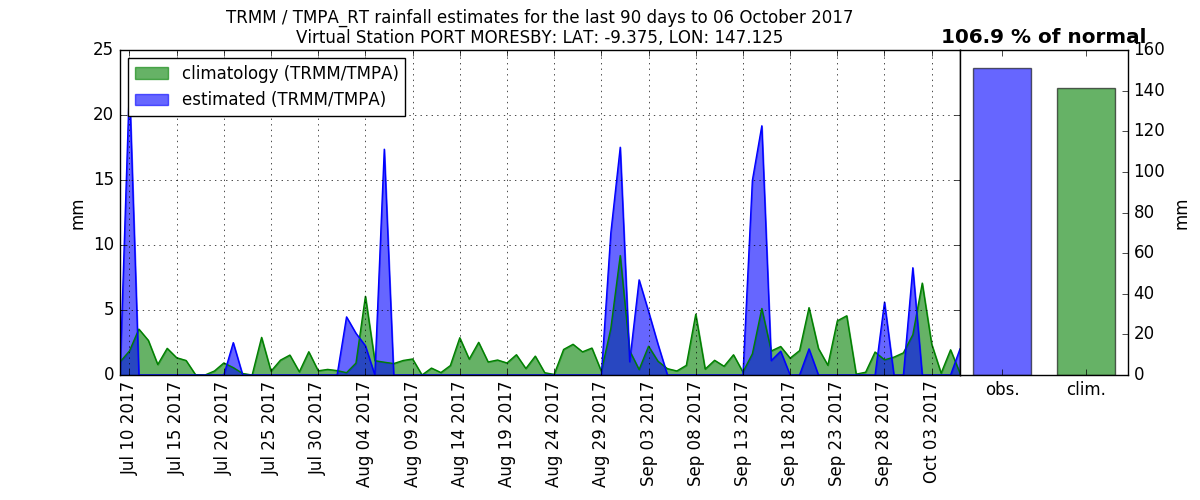 TRMM / TMPA_RT rainfall estimates for the last 90 days to 06 October 2017
Virtual Station PORT MORESBY: LAT: -9.375, LON: 147.125
106.9 % of normal
climatology (TRMM/TMPA)
estimated (TRMM/TMPA)
25
20
15
10
5
0
mm
Jul 10 2017
Jul 15 2017
Jul 20 2017
Jul 25 2017
Jul 30 2017
Aug 04 2017
Aug 09 2017
Aug 14 2017
Aug 19 2017
Aug 24 2017
Aug 29 2017
Sep 03 2017
Sep 08 2017
Sep 13 2017
Sep 18 2017
Sep 23 2017
Sep 28 2017
Oct 03 2017
obs.
clim.
160
140
120
100
80
60
40
20
0
mm